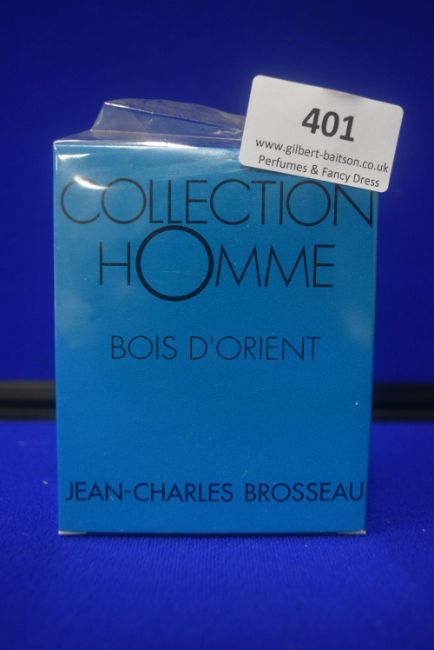 401
www.gilbert-baitson.co.uk
Perfumes & Fancy Dress
COLLECTION
HOMME
BOIS D'ORIENT
JEAN-CHARLES BROSSEAU